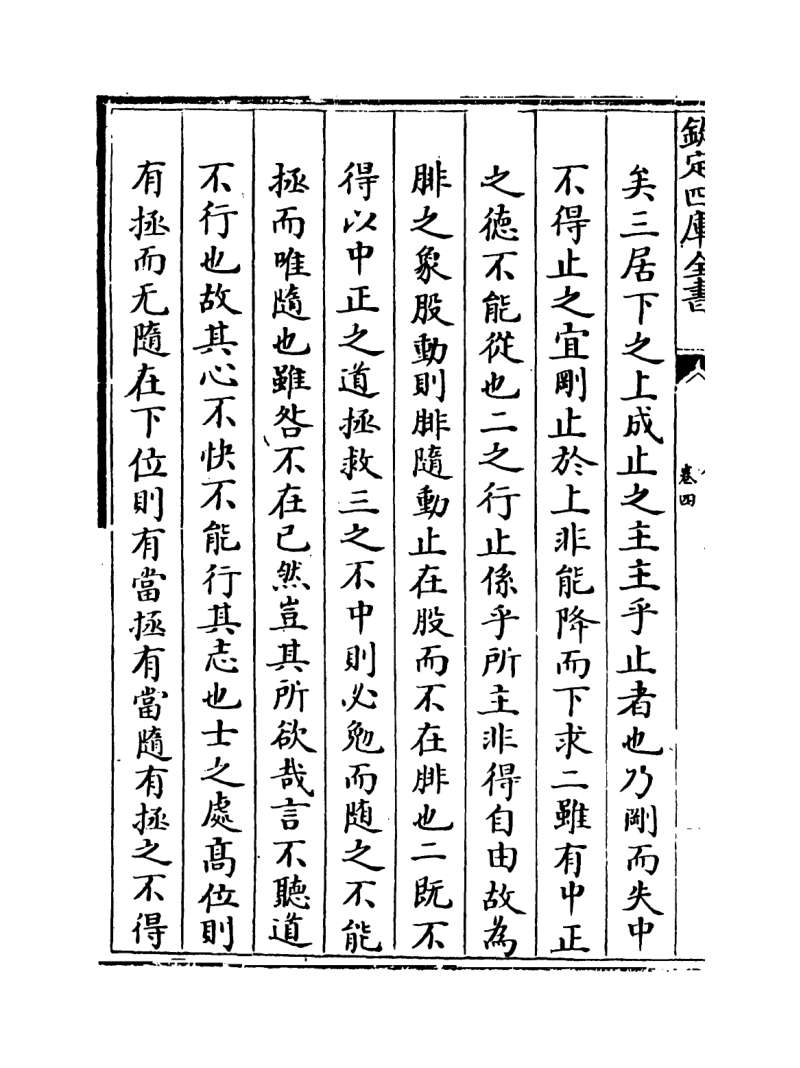 欽定四庫全書
卷四
矣三居下之上成止之主主乎止者也乃剛而失中
不得止之宜剛止於上非能降而下求二雖有中正
之徳不能從也二之行止係乎所主非得自由故為
腓之象股動則腓隨動止在股而不在腓也二既不
得以中正之道拯救三之不中則必勉而随之不能
拯而唯隨也雖咎不在己然豈其所欲哉言不聽道
不行也故其心不快不能行其志也士之處髙位則
有拯而无隨在下位則有當拯有當隨有拯之不得